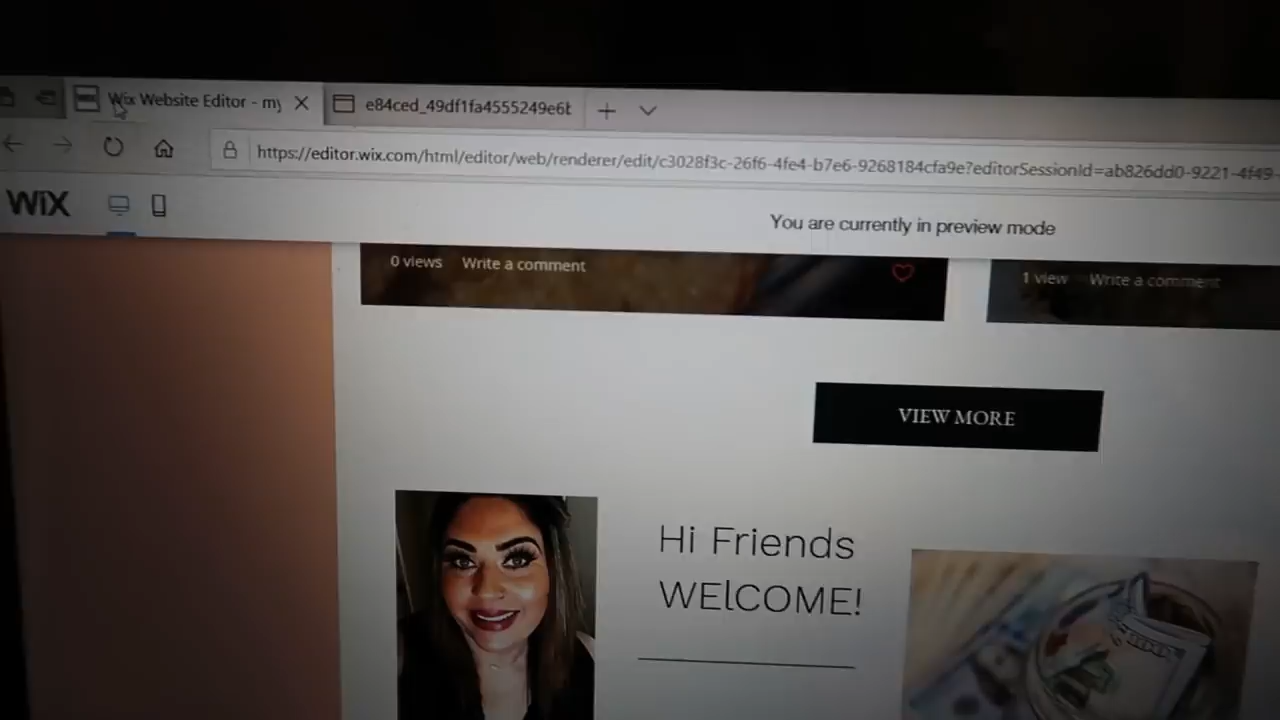 Wix Website Editor - my
e84ced_49df1fa4555249e6b
https://editor.wix.com/html/editor/web/renderer/edit/c3028f3c-26f6-4fe4-b7e6-9268184cfa9e?editorSessionId=ab826dd0-9221-4f49-
WiX
You are currently in preview mode
0 views Write a comment
1 view Write a comment
VIEW MORE
Hi Friends
WElCOME!